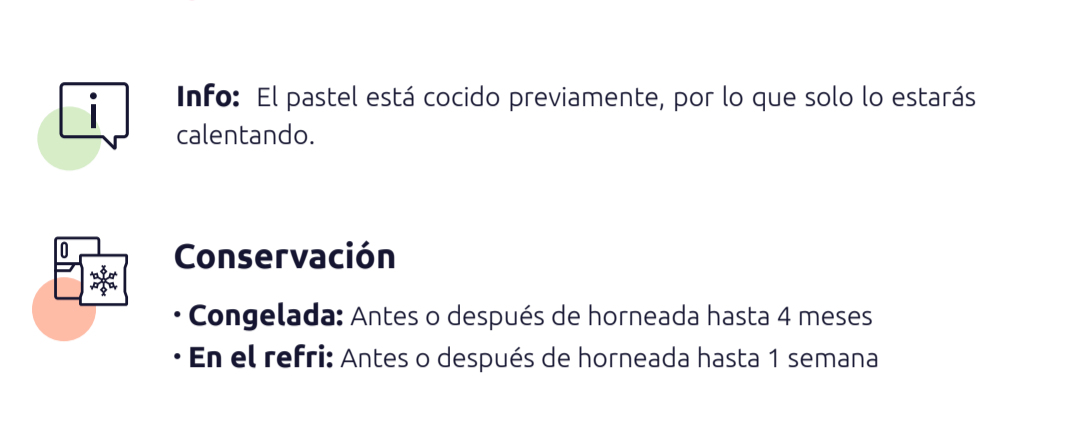 Info: El pastel está cocido previamente, por lo que solo lo estarás
calentando.
Conservación
• Congelada: Antes o después de horneada hasta 4 meses
• En el refri: Antes o después de horneada hasta 1 semana